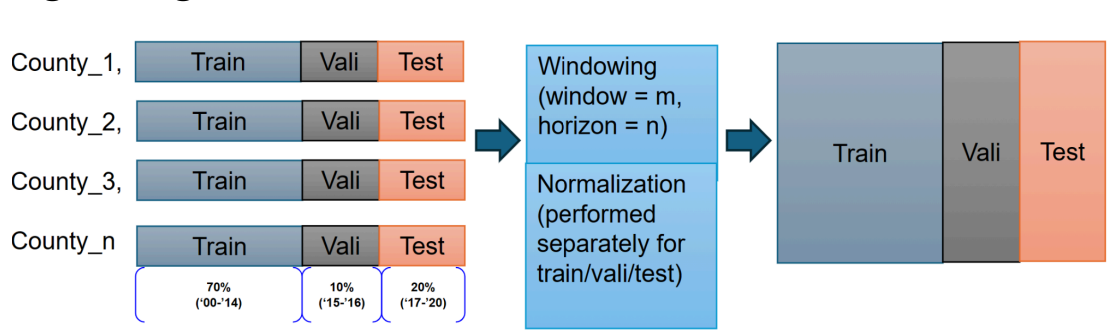 County_1, Train Vali Test
County_2, Train Vali Test
County_3, Train Vali Test
County_n Train Vali Test
70% 10% 20%
('00-'14) ('15-'16) ('17-'20)
Windowing
(window = m,
horizon = n)
Normalization
(performed
separately for
train/vali/test)
Train Vali Test